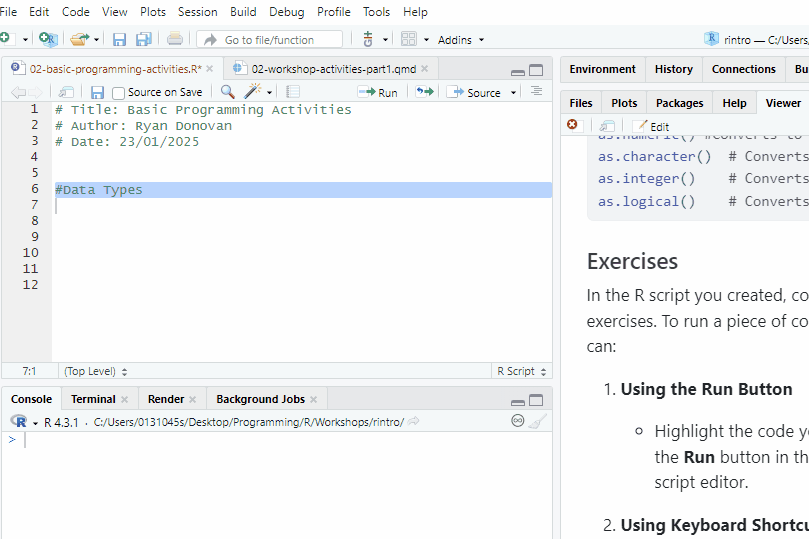 File Edit Code View Plots Session Build Debug Profile Tools Help
Go to file/function Addins rintro — C:/Users,
02-basic-programming-activities.R* 02-workshop-activities-part1.qmd
Source on Save Run Source
1 # Title: Basic Programming Activities
2 # Author: Ryan Donovan
3 # Date: 23/01/2025
4
5
6 #Data Types
7
8
9
10
11
12
7:1 (Top Level) R Script
Console Terminal Render Background Jobs
R 4.3.1 · C:/Users/0131045s/Desktop/Programming/R/Workshops/rintro/
>
Environment History Connections Bu
Files Plots Packages Help Viewer
Edit
as.numeric() #Converts to
as.character() # Converts
as.integer() # Converts
as.logical() # Converts
Exercises
In the R script you created, co
exercises. To run a piece of co
can:
1. Using the Run Button
Highlight the code yo
the Run button in th
script editor.
2. Using Keyboard Shortcu